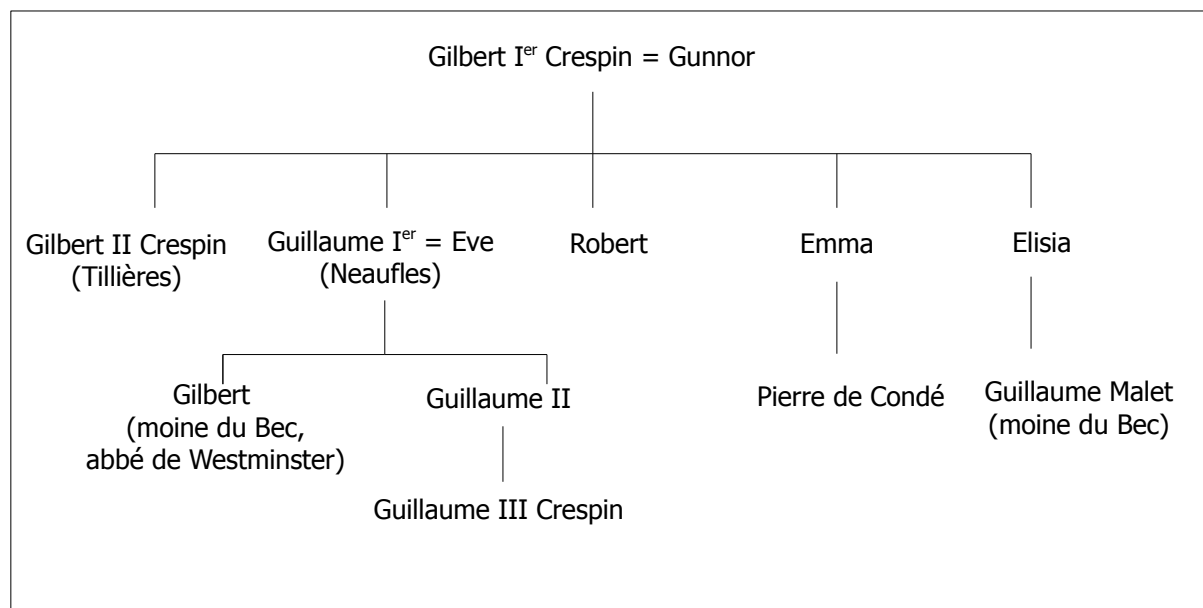 Gilbert Ier Crespin = Gunnor
Gilbert II Crespin
(Tillières)
Guillaume Ier = Eve
(Neaufles)
Robert
Emma
Elisia
Gilbert
(moine du Bec,
abbé de Westminster)
Guillaume II
Pierre de Condé
Guillaume Malet
(moine du Bec)
Guillaume III Crespin